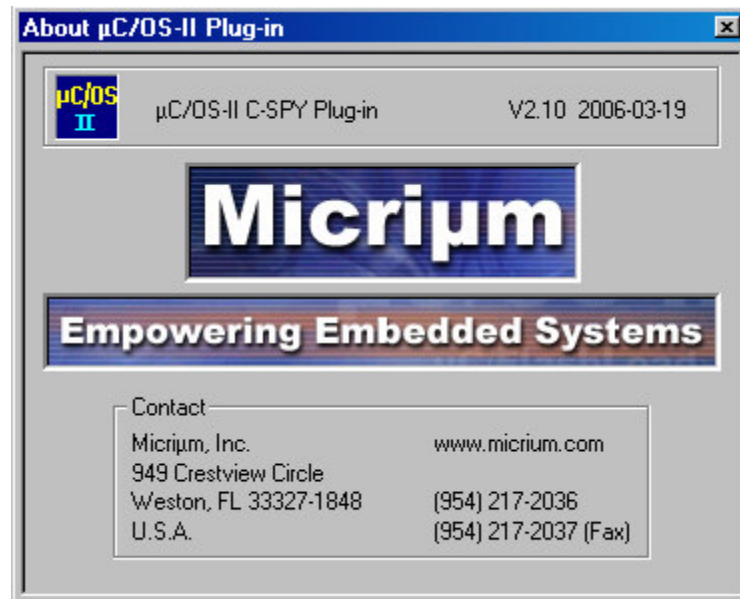 About µC/OS-II Plug-in
µC/OS
II
µC/OS-II C-SPY Plug-in V2.10 2006-03-19
Micriµm
Empowering Embedded Systems
Contact
Micriµm, Inc. www.micrium.com
949 Crestview Circle
Weston, FL 33327-1848 (954) 217-2036
U.S.A. (954) 217-2037 (Fax)